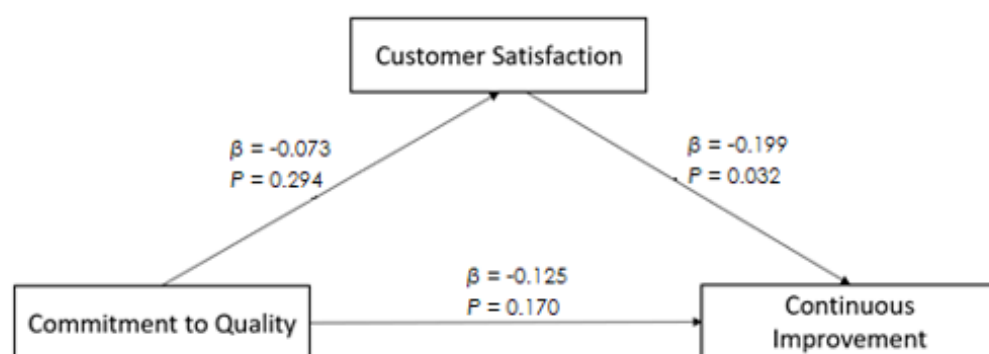 Customer Satisfaction
β = -0.073
P = 0.294
β = -0.199
P = 0.032
β = -0.125
P = 0.170
Commitment to Quality
Continuous
Improvement